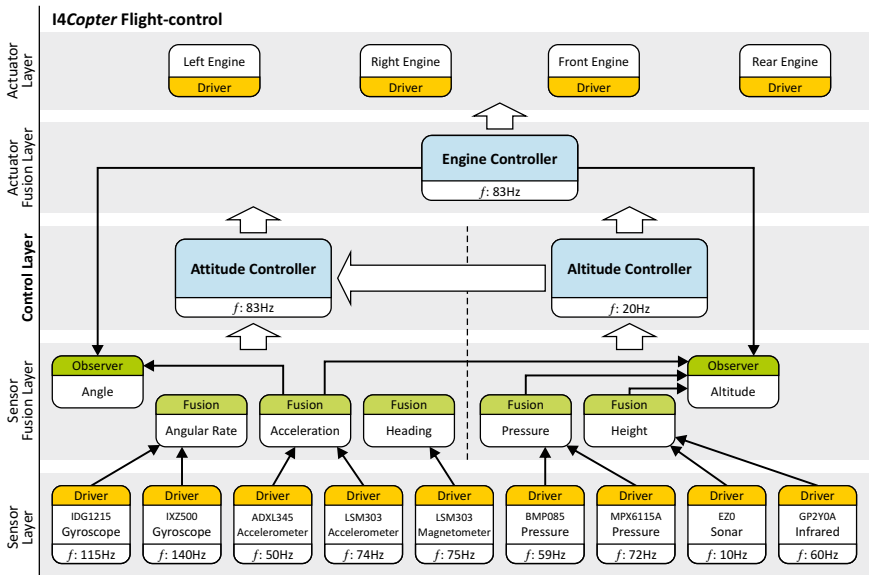 I4Copter Flight-control
Actuator
Layer
Left Engine
Driver
Right Engine
Driver
Front Engine
Driver
Rear Engine
Driver
Actuator
Fusion Layer
Engine Controller
f: 83Hz
Control Layer
Attitude Controller
f: 83Hz
Altitude Controller
f: 20Hz
Sensor
Fusion Layer
Observer
Angle
Fusion
Angular Rate
Fusion
Acceleration
Fusion
Heading
Fusion
Pressure
Fusion
Height
Observer
Altitude
Sensor
Layer
Driver
IDG1215
Gyroscope
f: 115Hz
Driver
IXZ500
Gyroscope
f: 140Hz
Driver
ADXL345
Accelerometer
f: 50Hz
Driver
LSM303
Accelerometer
f: 74Hz
Driver
LSM303
Magnetometer
f: 75Hz
Driver
BMP085
Pressure
f: 59Hz
Driver
MPX6115A
Pressure
f: 72Hz
Driver
EZ0
Sonar
f: 10Hz
Driver
GP2Y0A
Infrared
f: 60Hz